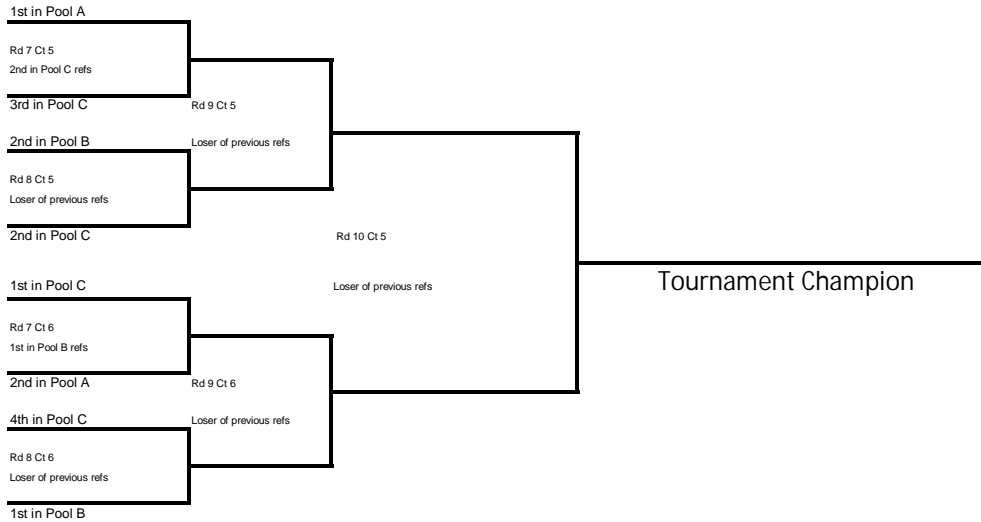 1st in Pool A
Rd 7 Ct 5
2nd in Pool C refs
3rd in Pool C
Rd 9 Ct 5
2nd in Pool B
Loser of previous refs
Rd 8 Ct 5
Loser of previous refs
2nd in Pool C
Rd 10 Ct 5
1st in Pool C
Loser of previous refs
Tournament Champion
Rd 7 Ct 6
1st in Pool B refs
2nd in Pool A
Rd 9 Ct 6
4th in Pool C
Loser of previous refs
Rd 8 Ct 6
Loser of previous refs
1st in Pool B